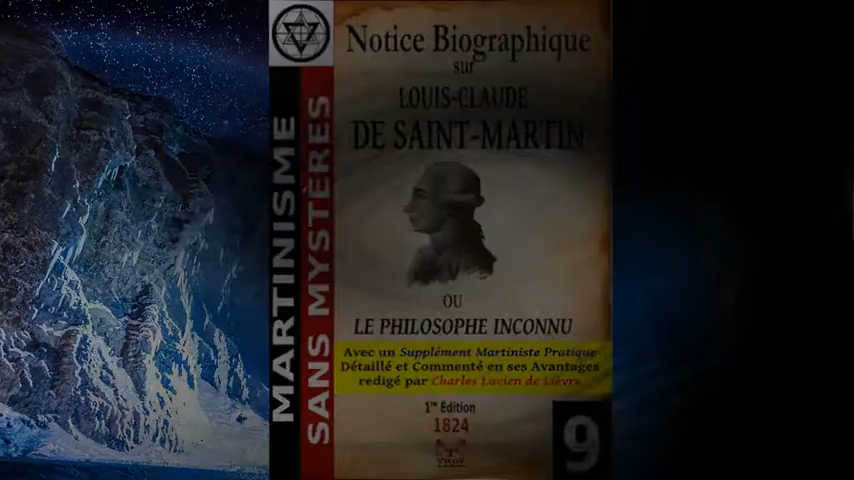 Notice Biographique
sur
LOUIS-CLAUDE
DE SAINT-MARTIN
OU
LE PHILOSOPHE INCONNU
Avec un Supplément Martiniste Pratique
Détaillé et Commenté en ses Avantages
redigé par Charles Lucien de Lièvre
1re Édition
1824
9
MARTINISME
SANS MYSTÈRES